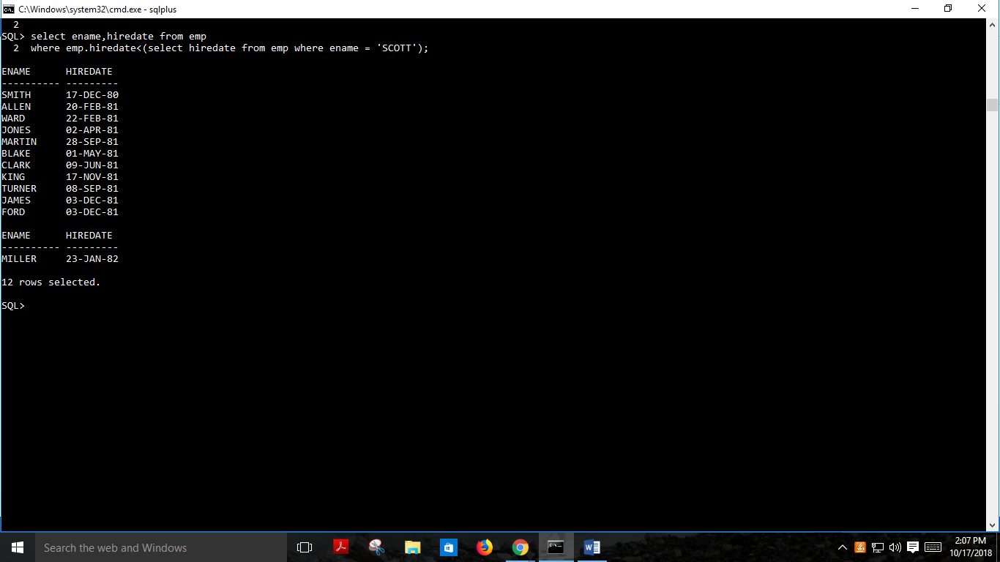 C:\Windows\system32\cmd.exe - sqlplus
2
SQL> select ename,hiredate from emp
2 where emp.hiredate<(select hiredate from emp where ename = 'SCOTT');
ENAME HIREDATE
---------- ---------
SMITH 17-DEC-80
ALLEN 20-FEB-81
WARD 22-FEB-81
JONES 02-APR-81
MARTIN 28-SEP-81
BLAKE 01-MAY-81
CLARK 09-JUN-81
KING 17-NOV-81
TURNER 08-SEP-81
JAMES 03-DEC-81
FORD 03-DEC-81
ENAME HIREDATE
---------- ---------
MILLER 23-JAN-82
12 rows selected.
SQL>
Search the web and Windows
2:07 PM
10/17/2018